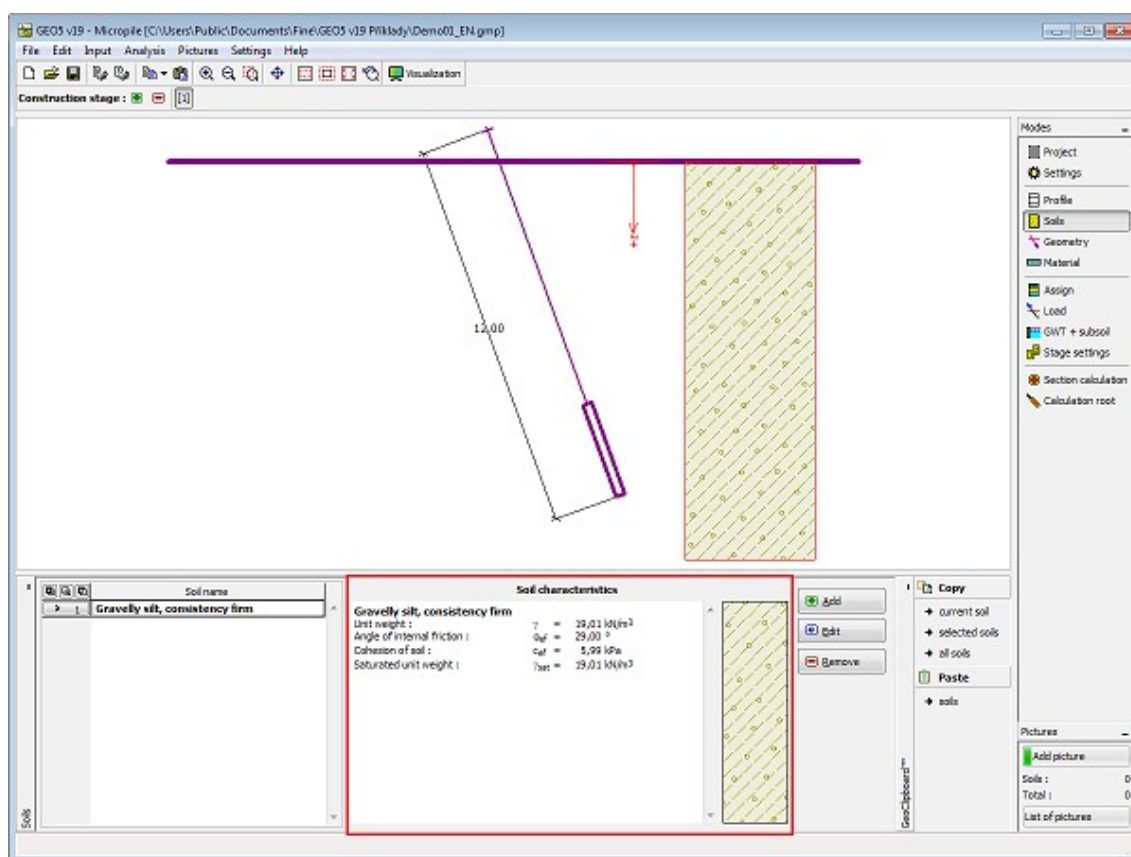 GEO5 v19 - Micropile [C:\Users\Public\Documents\Fine\GEO5 v19 Příklady\Demo01_EN.gmp]
File Edit Input Analysis Pictures Settings Help
Visualization
Construction stage : [1]
12,00
+z
Modes
Project
Settings
Profile
Soils
Geometry
Material
Assign
Load
GWT + subsoil
Stage settings
Section calculation
Calculation root
Soil name
1 Gravelly silt, consistency firm
Soils
Soil characteristics
Gravelly silt, consistency firm
Unit weight : γ = 19,01 kN/m³
Angle of internal friction : φef = 29,00 °
Cohesion of soil : cef = 5,99 kPa
Saturated unit weight : γsat = 19,01 kN/m³
Add
Edit
Remove
GeoClipboard™
Copy
current soil
selected soils
all soils
Paste
soils
Pictures
Add picture
Soils : 0
Total : 0
List of pictures